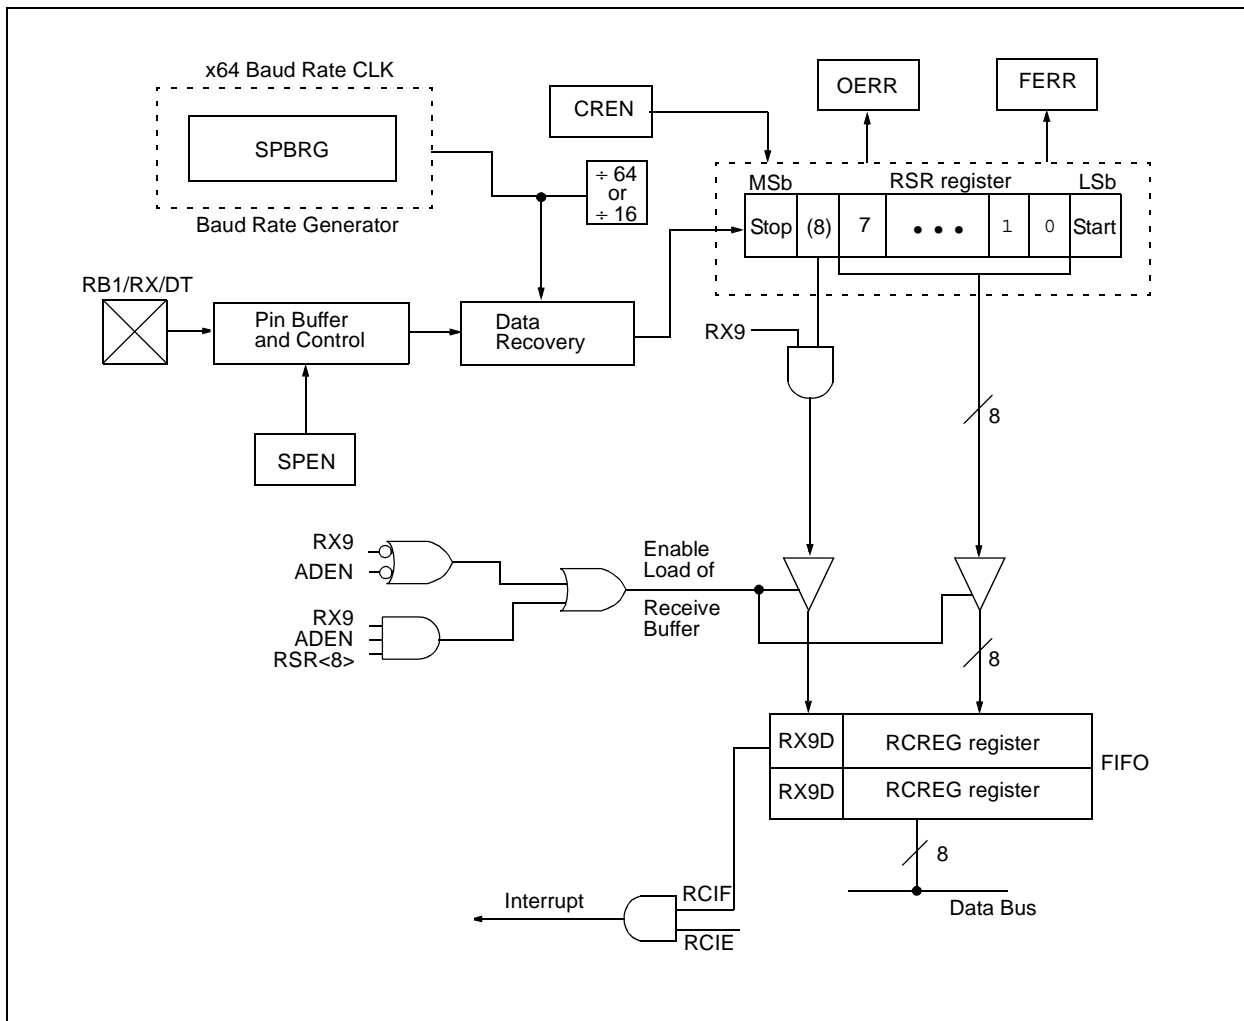 x64 Baud Rate CLK
SPBRG
Baud Rate Generator
CREN
OERR
FERR
÷ 64
or
÷ 16
MSb
RSR register
LSb
Stop
(8)
7
• • •
1
0
Start
RB1/RX/DT
Pin Buffer
and Control
Data
Recovery
SPEN
RX9
8
RX9
ADEN
RX9
ADEN
RSR<8>
Enable
Load of
Receive
Buffer
8
RX9D
RCREG register
RX9D
RCREG register
FIFO
8
Data Bus
Interrupt
RCIF
RCIE